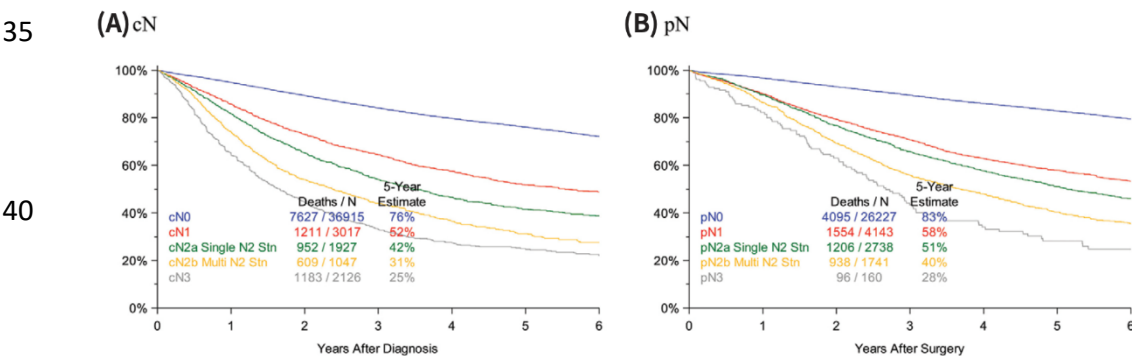 35
40
(A) cN
100%
80%
60%
40%
20%
0%
5-Year
Deaths / N Estimate
cN0 7627 / 36915 76%
cN1 1211 / 3017 52%
cN2a Single N2 Stn 952 / 1927 42%
cN2b Multi N2 Stn 609 / 1047 31%
cN3 1183 / 2126 25%
0 1 2 3 4 5 6
Years After Diagnosis
(B) pN
100%
80%
60%
40%
20%
0%
5-Year
Deaths / N Estimate
pN0 4095 / 26227 83%
pN1 1554 / 4143 58%
pN2a Single N2 Stn 1206 / 2738 51%
pN2b Multi N2 Stn 938 / 1741 40%
pN3 96 / 160 28%
0 1 2 3 4 5 6
Years After Surgery